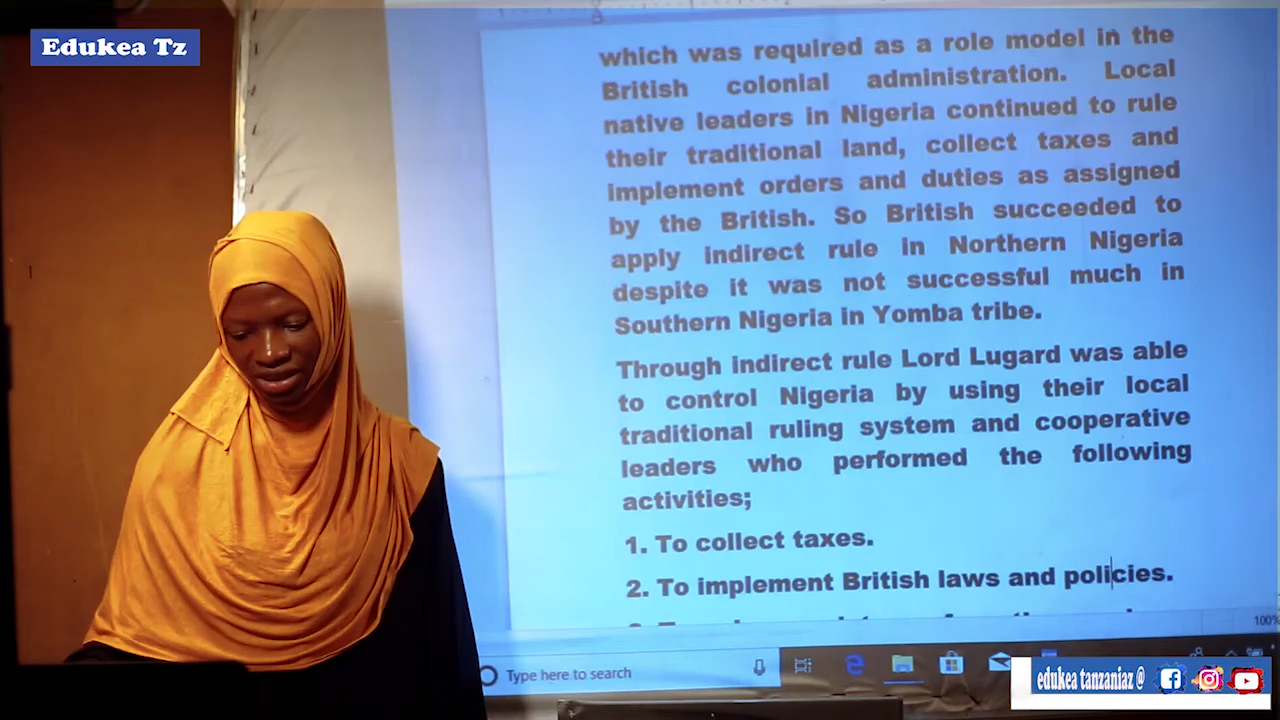 Edukea Tz
which was required as a role model in the
British colonial administration. Local
native leaders in Nigeria continued to rule
their traditional land, collect taxes and
implement orders and duties as assigned
by the British. So British succeeded to
apply indirect rule in Northern Nigeria
despite it was not successful much in
Southern Nigeria in Yomba tribe.
Through indirect rule Lord Lugard was able
to control Nigeria by using their local
traditional ruling system and cooperative
leaders who performed the following
activities;
1. To collect taxes.
2. To implement British laws and policies.
100%
Type here to search
edukea tanzaniaz @